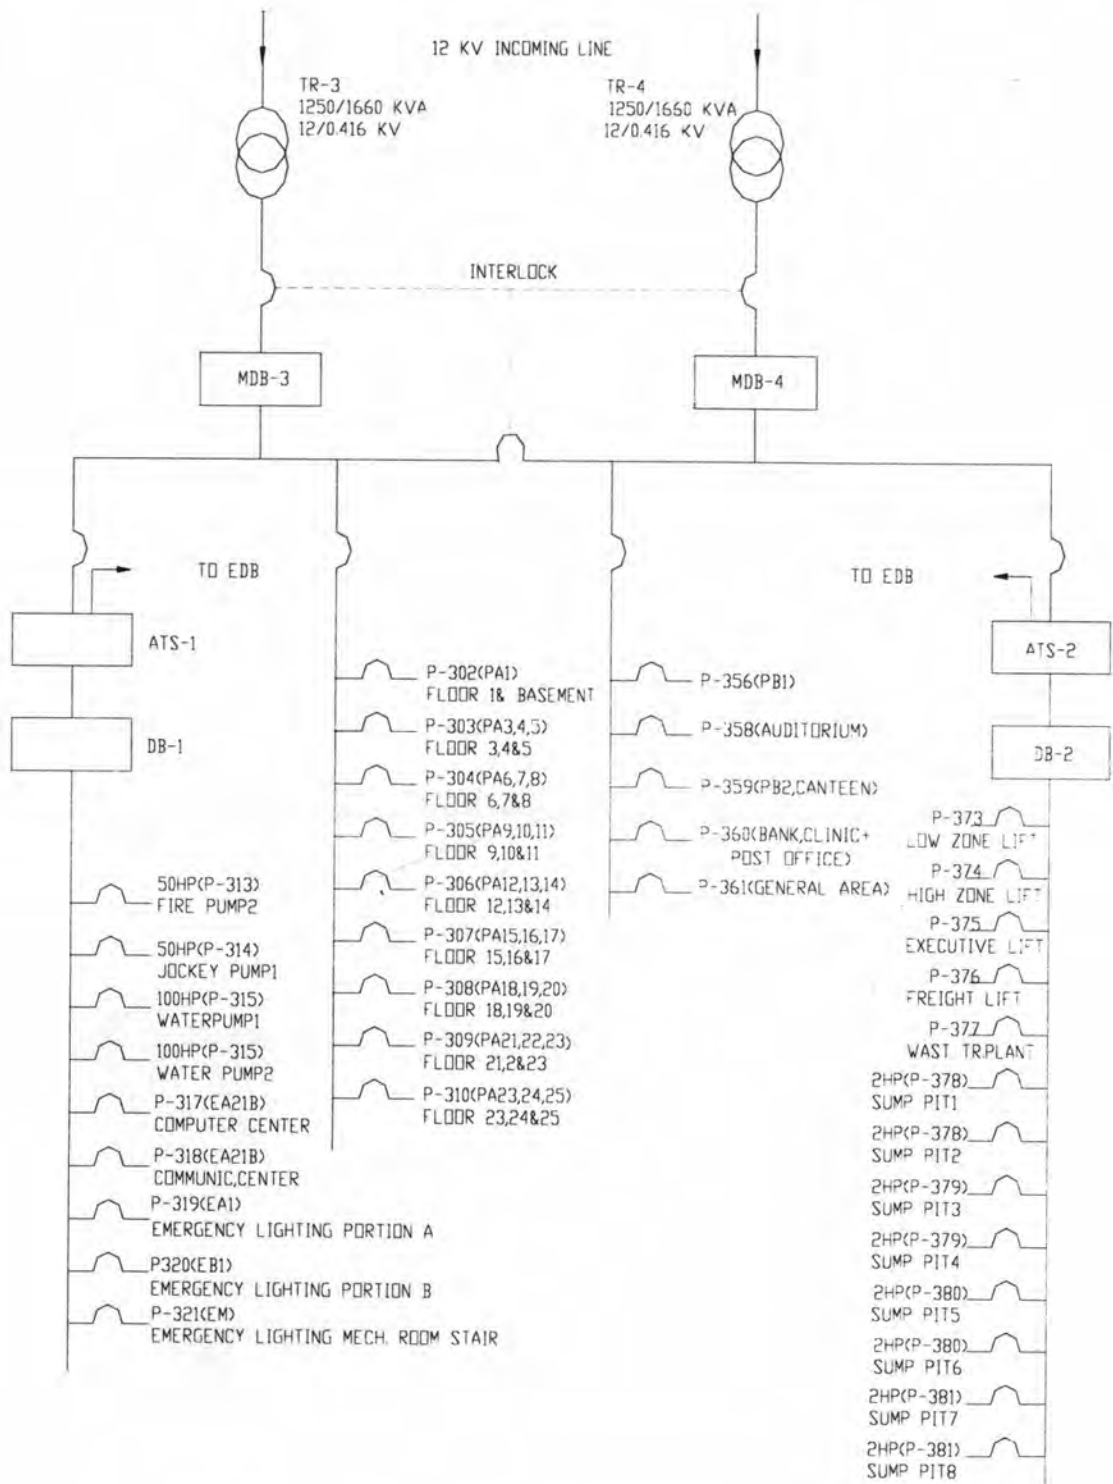 12 KV INCOMING LINE
TR-3
1250/1660 KVA
12/0.416 KV
TR-4
1250/1660 KVA
12/0.416 KV
INTERLOCK
MDB-3
MDB-4
TO EDB
TO EDB
ATS-1
ATS-2
DB-1
DB-2
50HP(P-313)
FIRE PUMP2
50HP(P-314)
JOCKEY PUMP1
100HP(P-315)
WATERPUMP1
100HP(P-315)
WATER PUMP2
P-317(EA21B)
COMPUTER CENTER
P-318(EA21B)
COMMUNIC,CENTER
P-319(EA1)
EMERGENCY LIGHTING PORTION A
P320(EB1)
EMERGENCY LIGHTING PORTION B
P-321(EM)
EMERGENCY LIGHTING MECH. ROOM STAIR
P-302(PA1)
FLOOR 1& BASEMENT
P-303(PA3,4,5)
FLOOR 3,4&5
P-304(PA6,7,8)
FLOOR 6,7&8
P-305(PA9,10,11)
FLOOR 9,10&11
P-306(PA12,13,14)
FLOOR 12,13&14
P-307(PA15,16,17)
FLOOR 15,16&17
P-308(PA18,19,20)
FLOOR 18,19&20
P-309(PA21,22,23)
FLOOR 21,2&23
P-310(PA23,24,25)
FLOOR 23,24&25
P-356(PB1)
P-358(AUDITORIUM)
P-359(PB2,CANTEEN)
P-360(BANK,CLINIC+
POST OFFICE)
P-361(GENERAL AREA)
P-373
LOW ZONE LIFT
P-374
HIGH ZONE LIFT
P-375
EXECUTIVE LIFT
P-376
FREIGHT LIFT
P-377
WAST TR.PLANT
2HP(P-378)
SUMP PIT1
2HP(P-378)
SUMP PIT2
2HP(P-379)
SUMP PIT3
2HP(P-379)
SUMP PIT4
2HP(P-380)
SUMP PIT5
2HP(P-380)
SUMP PIT6
2HP(P-381)
SUMP PIT7
2HP(P-381)
SUMP PIT8